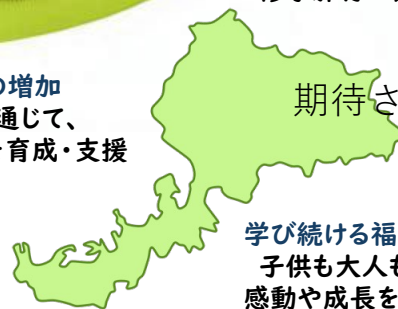 の増加
通じて、
育成・支援
期待さ
学び続ける福
子供も大人も
感動や成長を